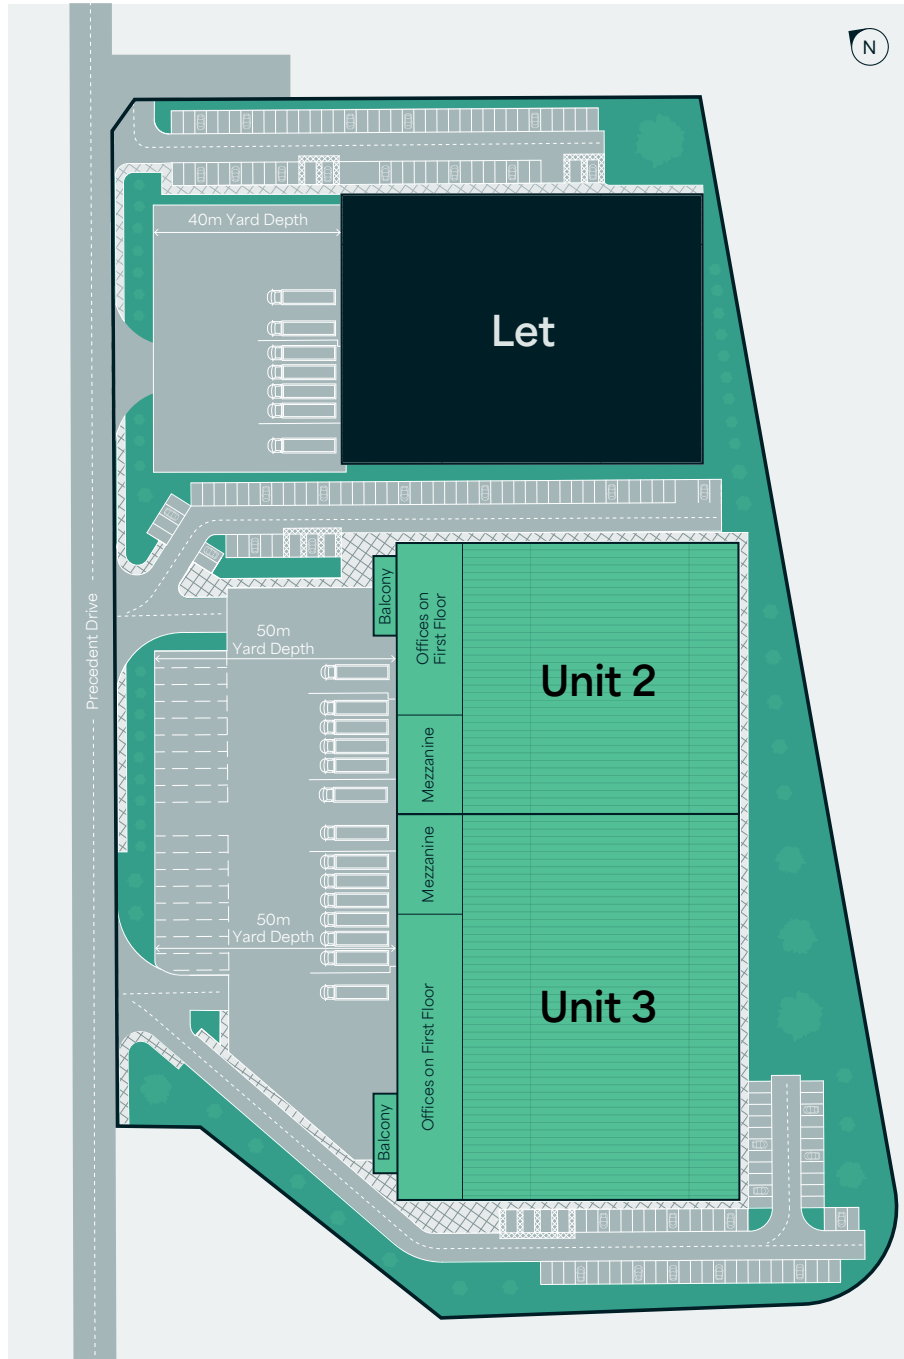 N
40m Yard Depth
Let
Precedent Drive
50m
Yard Depth
Balcony
Offices on
First Floor
Unit 2
Mezzanine
Mezzanine
50m
Yard Depth
Offices on First Floor
Unit 3
Balcony